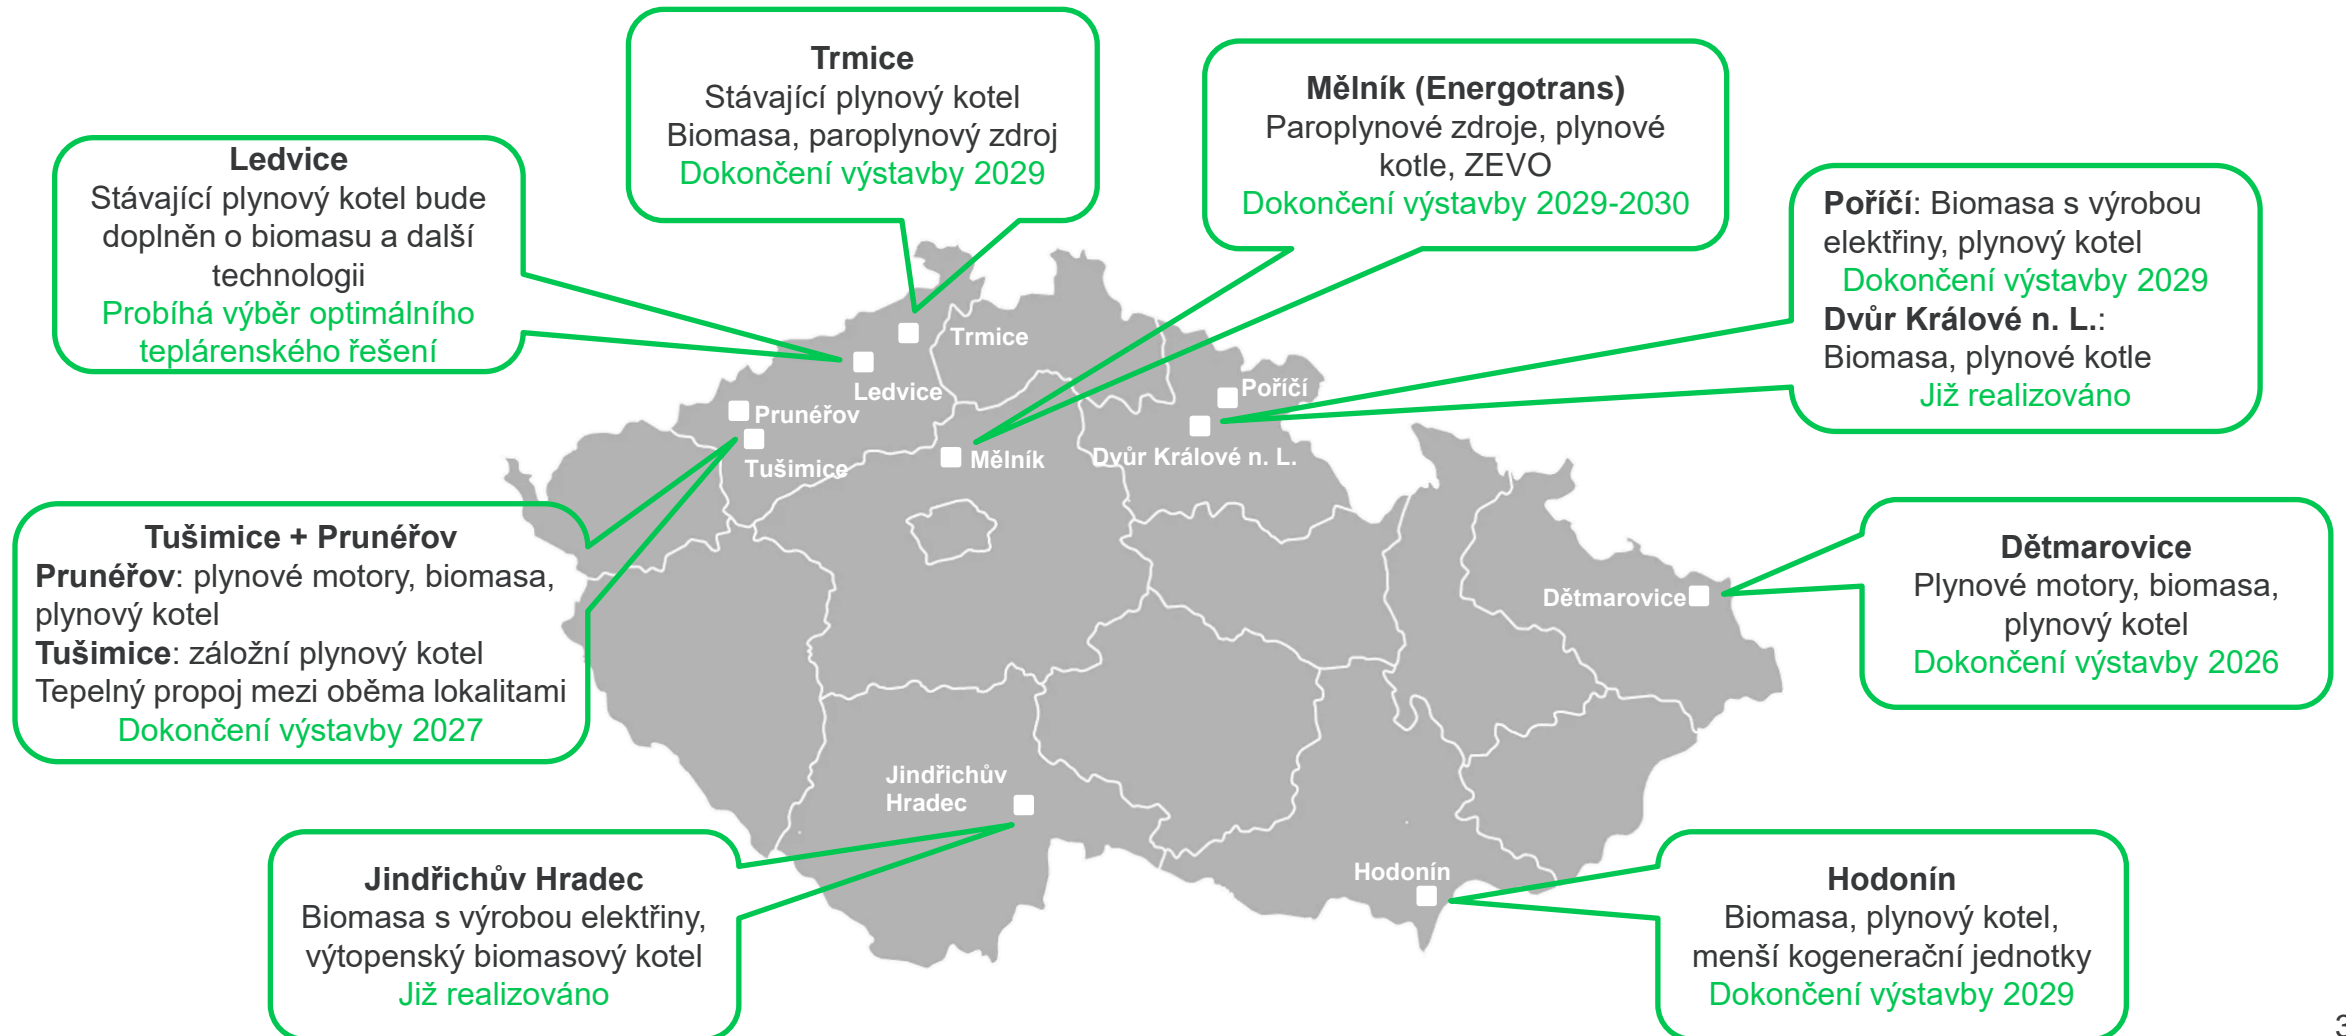 Trmice
Stávající plynový kotel
Biomasa, paroplynový zdroj
Dokončení výstavby 2029
Mělník (Energotrans)
Paroplynové zdroje, plynové
kotle, ZEVO
Dokončení výstavby 2029-2030
Ledvice
Stávající plynový kotel bude
doplněn o biomasu a další
technologii
Probíhá výběr optimálního
teplárenského řešení
Poříčí: Biomasa s výrobou
elektřiny, plynový kotel
Dokončení výstavby 2029
Dvůr Králové n. L.:
Biomasa, plynové kotle
Již realizováno
Trmice
Ledvice
Poříčí
Prunéřov
Tušimice
Mělník
Dvůr Králové n. L.
Tušimice + Prunéřov
Prunéřov: plynové motory, biomasa,
plynový kotel
Tušimice: záložní plynový kotel
Tepelný propoj mezi oběma lokalitami
Dokončení výstavby 2027
Dětmarovice
Dětmarovice
Plynové motory, biomasa,
plynový kotel
Dokončení výstavby 2026
Jindřichův
Hradec
Jindřichův Hradec
Biomasa s výrobou elektřiny,
výtopenský biomasový kotel
Již realizováno
Hodonín
Hodonín
Biomasa, plynový kotel,
menší kogenerační jednotky
Dokončení výstavby 2029